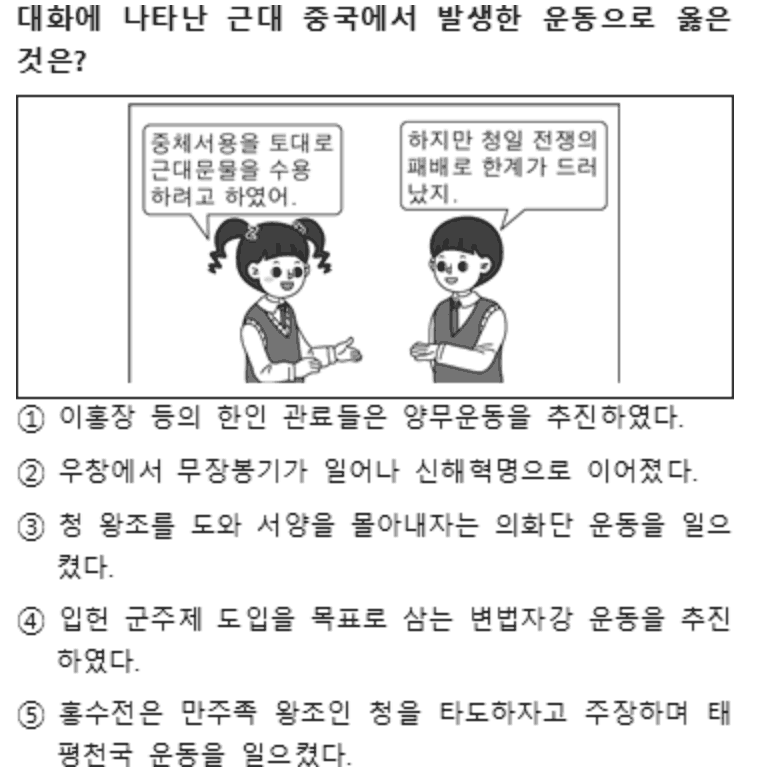 대화에 나타난 근대 중국에서 발생한 운동으로 옳은
것은?
중체서용을 토대로
근대문물을 수용
하려고 하였어.
하지만 청일 전쟁의
패배로 한계가 드러
났지.
① 이홍장 등의 한인 관료들은 양무운동을 추진하였다.
② 우창에서 무장봉기가 일어나 신해혁명으로 이어졌다.
③ 청 왕조를 도와 서양을 몰아내자는 의화단 운동을 일으
켰다.
④ 입헌 군주제 도입을 목표로 삼는 변법자강 운동을 추진
하였다.
⑤ 홍수전은 만주족 왕조인 청을 타도하자고 주장하며 태
평천국 운동을 일으켰다.